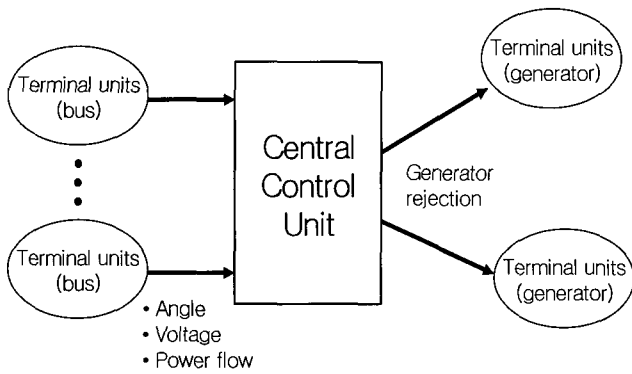 Terminal units
(bus)
Terminal units
(bus)
• Angle
• Voltage
• Power flow
Central
Control
Unit
Generator
rejection
Terminal units
(generator)
Terminal units
(generator)